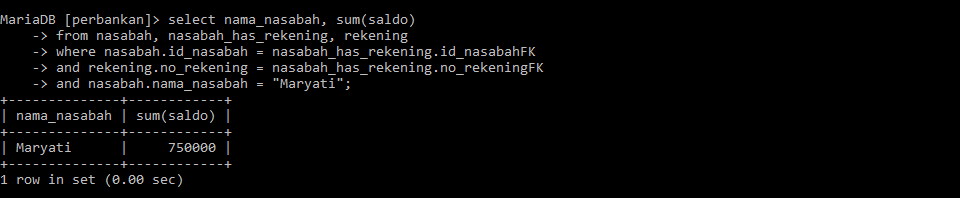 MariaDB [perbankan]> select nama_nasabah, sum(saldo)
    -> from nasabah, nasabah_has_rekening, rekening
    -> where nasabah.id_nasabah = nasabah_has_rekening.id_nasabahFK
    -> and rekening.no_rekening = nasabah_has_rekening.no_rekeningFK
    -> and nasabah.nama_nasabah = "Maryati";
+--------------+------------+
| nama_nasabah | sum(saldo) |
+--------------+------------+
| Maryati      |     750000 |
+--------------+------------+
1 row in set (0.00 sec)